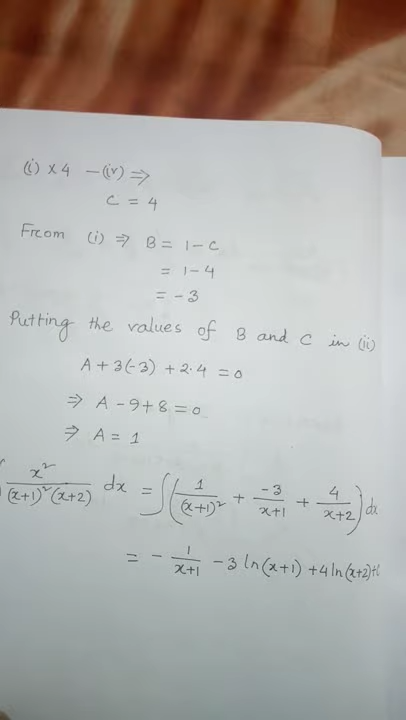 (i) × 4 – (iv) ⇒
C = 4
From (i) ⇒ B = 1 – C
= 1 – 4
= – 3
Putting the values of B and C in (ii)
A + 3(-3) + 2·4 = 0
⇒ A – 9 + 8 = 0
⇒ A = 1
∫ x²/((x+1)²(x+2)) dx = ∫(1/(x+1)² + -3/(x+1) + 4/(x+2)) dx
= – 1/(x+1) – 3 ln(x+1) + 4 ln(x+2) +